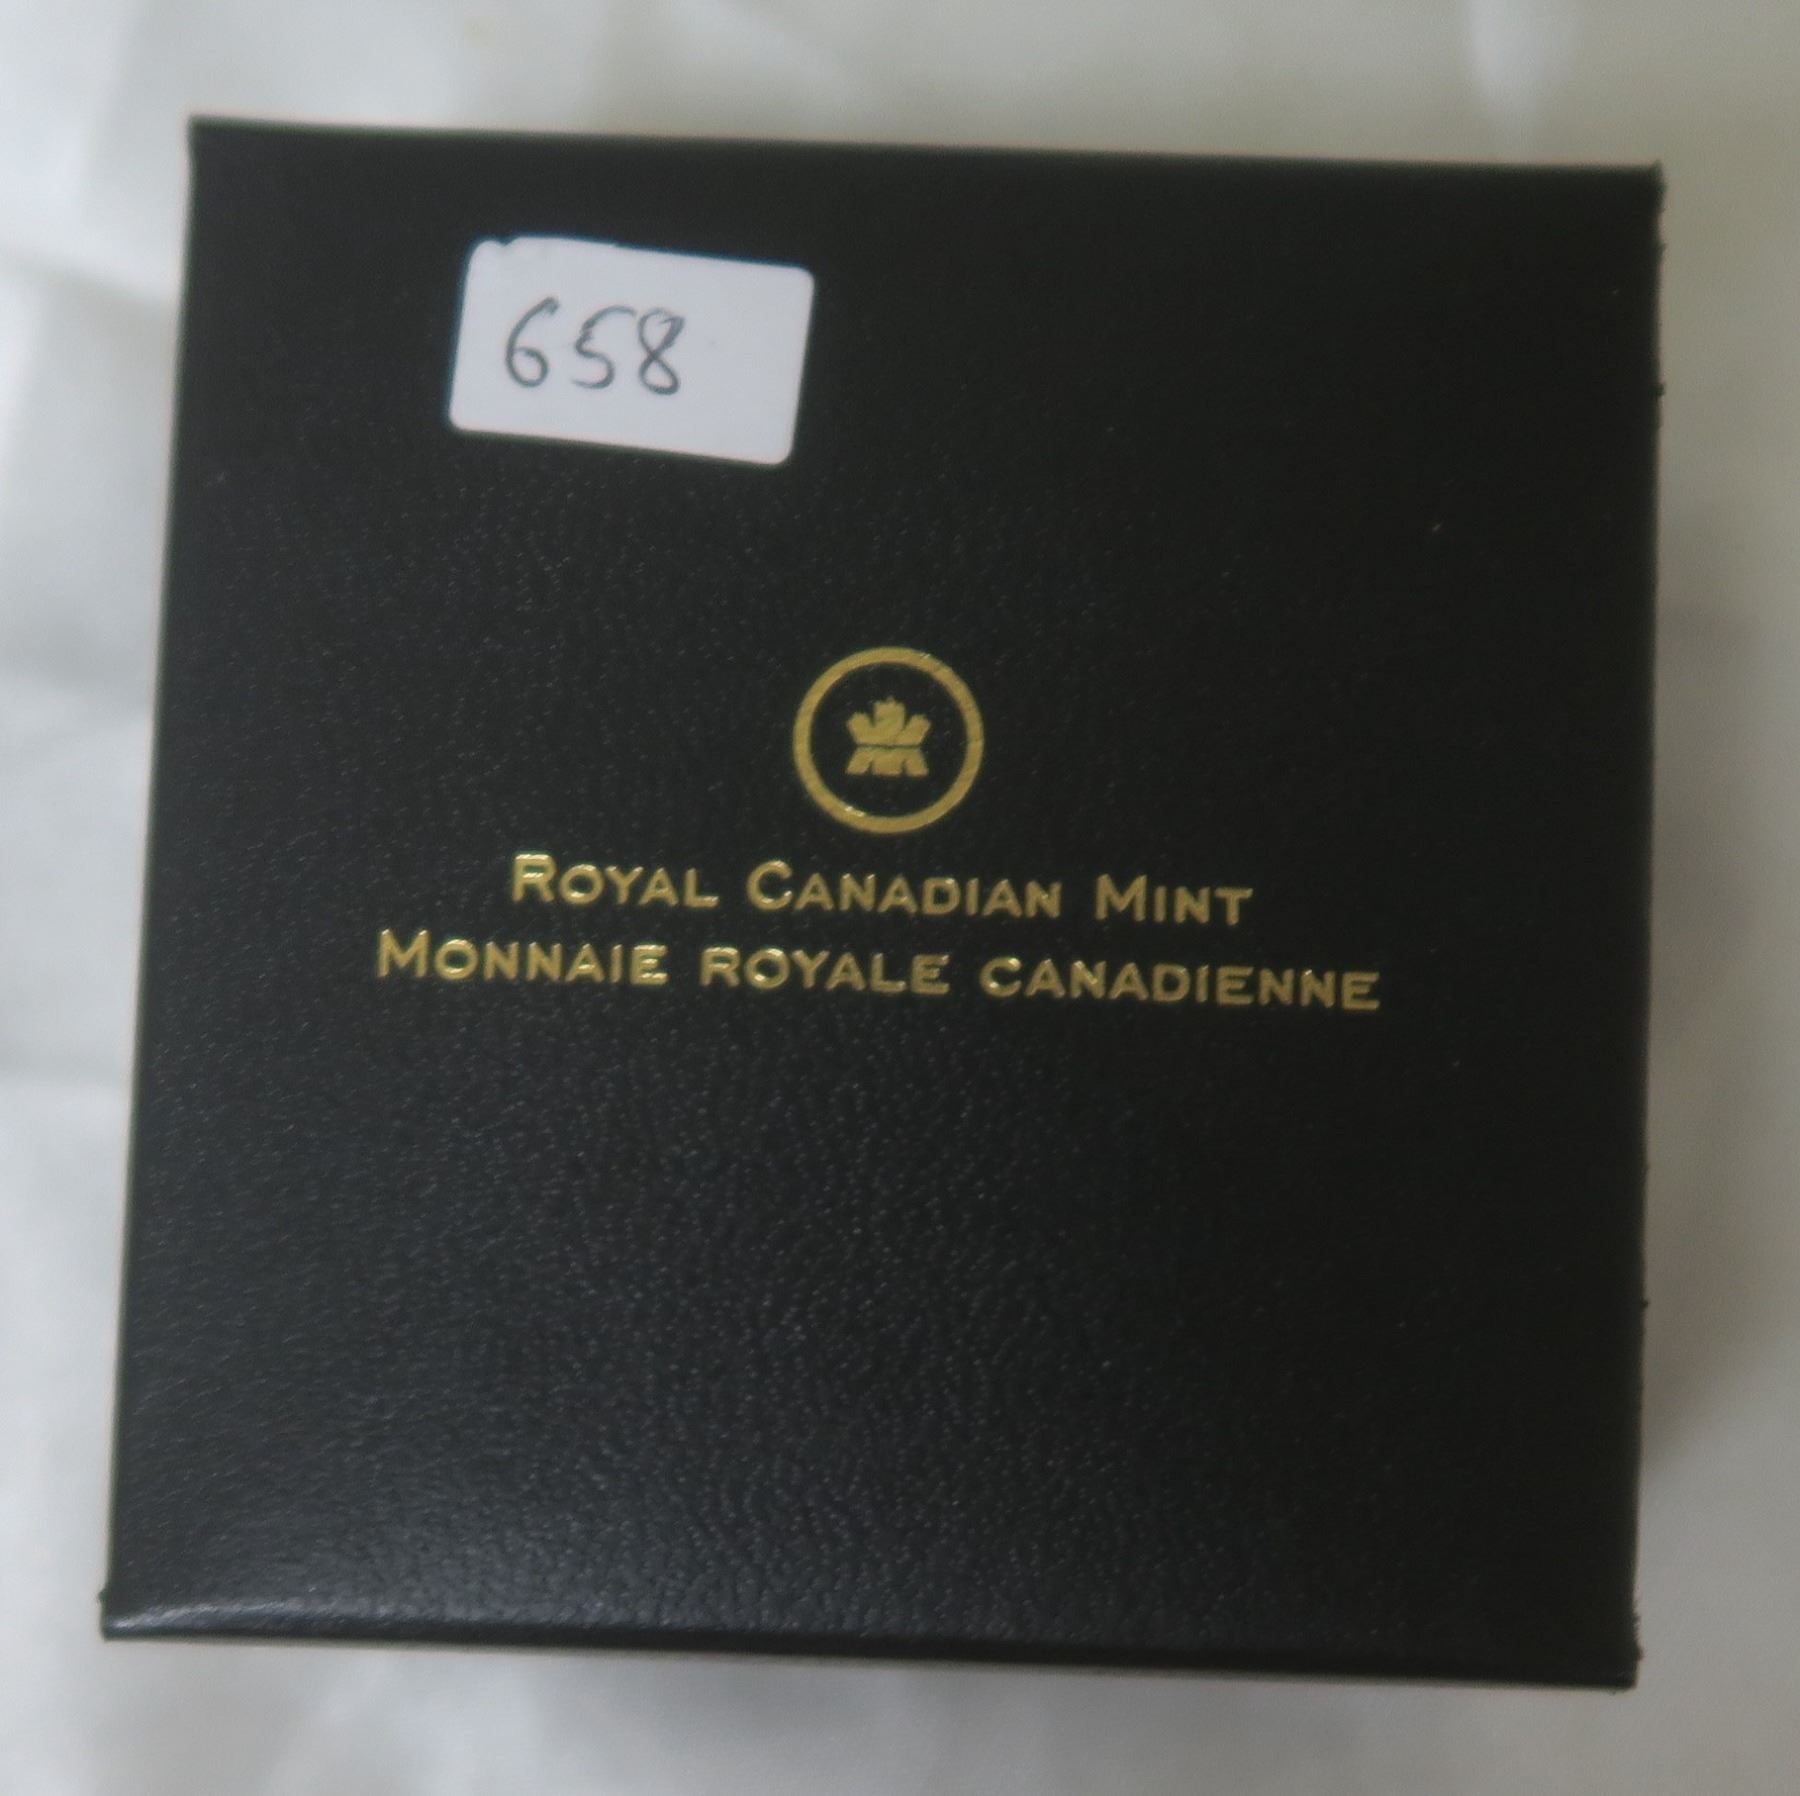 658
ROYAL CANADIAN MINT
MONNAIE ROYALE CANADIENNE